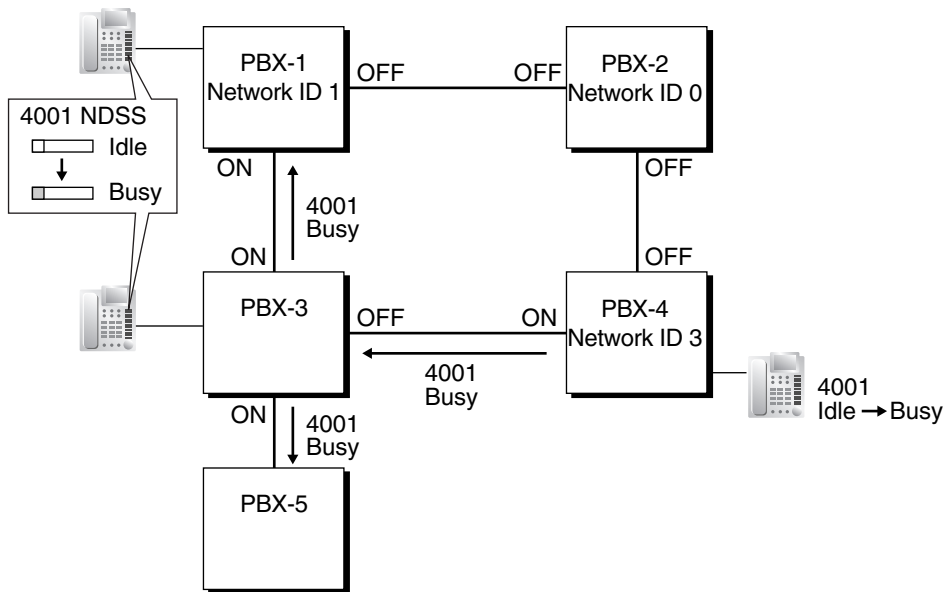 PBX-1
Network ID 1
OFF
OFF
PBX-2
Network ID 0
4001 NDSS
Idle
Busy
ON
4001
Busy
ON
OFF
OFF
PBX-3
OFF
ON
PBX-4
Network ID 3
4001
Busy
4001
Idle → Busy
ON
4001
Busy
PBX-5